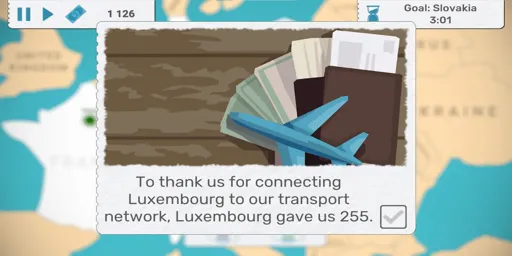 1 126
Goal: Slovakia
3:01
UNITED
KINGDOM
UKRAINE
To thank us for connecting
Luxembourg to our transport
network, Luxembourg gave us 255.